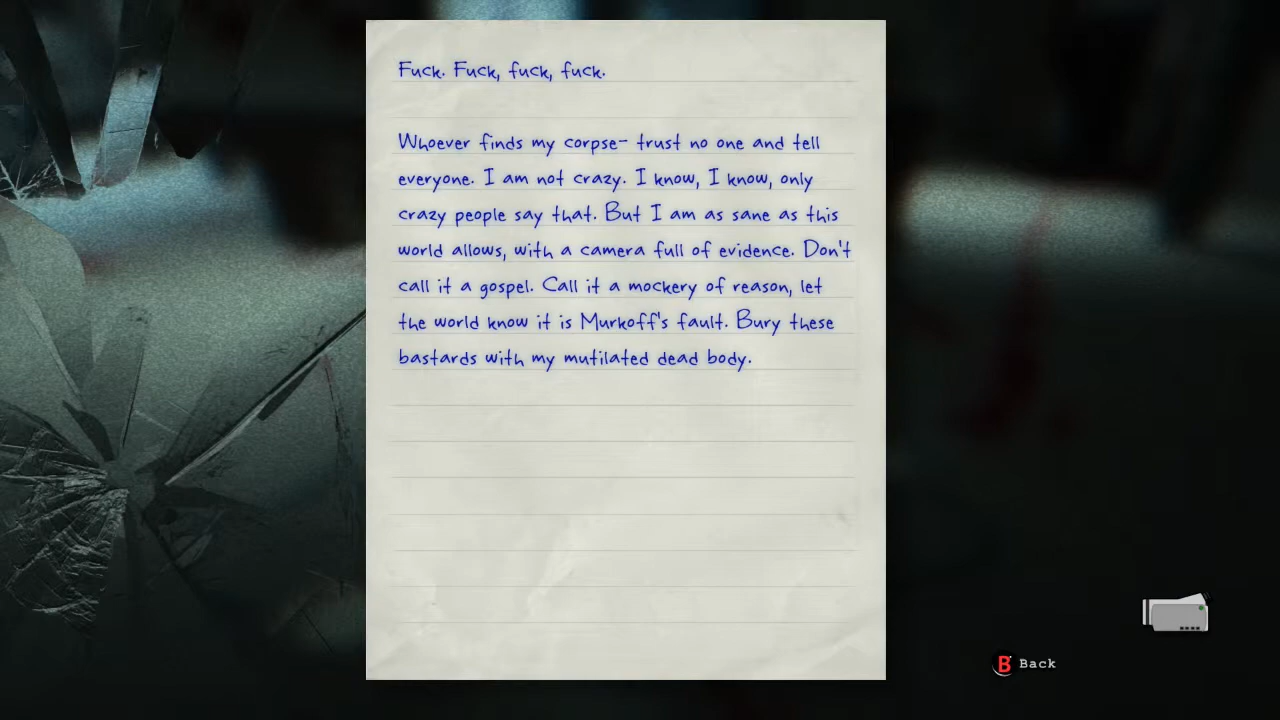 Fuck. Fuck, fuck, fuck.
Whoever finds my corpse- trust no one and tell
everyone. I am not crazy. I know, I know, only
crazy people say that. But I am as sane as this
world allows, with a camera full of evidence. Don't
call it a gospel. Call it a mockery of reason, let
the world know it is Murkoff's fault. Bury these
bastards with my mutilated dead body.
B Back